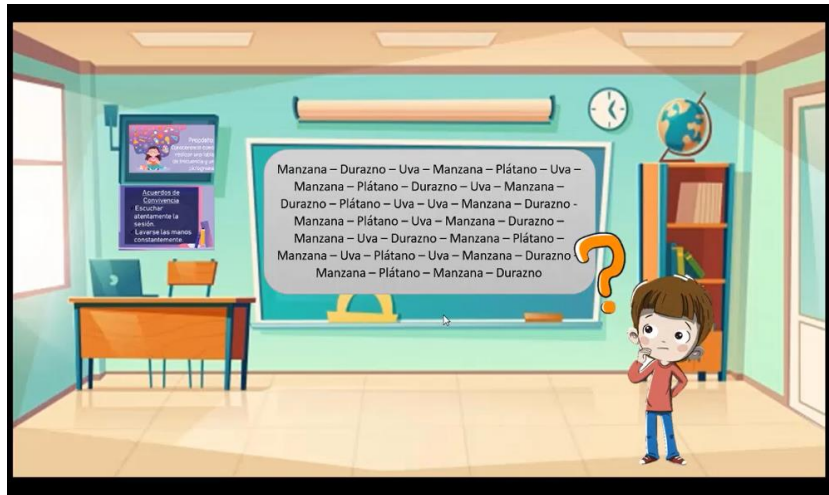 Propósito
Acuerdos de
Convivencia
Escuchar
atentamente la
sesión.
Lavarse las manos
constantemente
Manzana – Durazno – Uva – Manzana – Plátano – Uva –
Manzana – Plátano – Durazno – Uva – Manzana –
Durazno – Plátano – Uva – Uva – Manzana – Durazno -
Manzana – Plátano – Uva – Manzana – Durazno –
Manzana – Uva – Durazno – Manzana – Plátano –
Manzana – Uva – Plátano – Uva – Manzana – Durazno
Manzana – Plátano – Manzana – Durazno
?